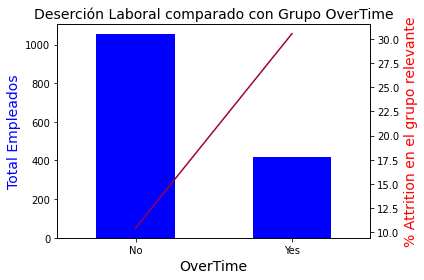 Deserción Laboral comparado con Grupo OverTime
Total Empleados
1000
800
600
400
200
0
30.0
27.5
25.0
22.5
20.0
17.5
15.0
12.5
10.0
% Attrition en el grupo relevante
No
Yes
OverTime